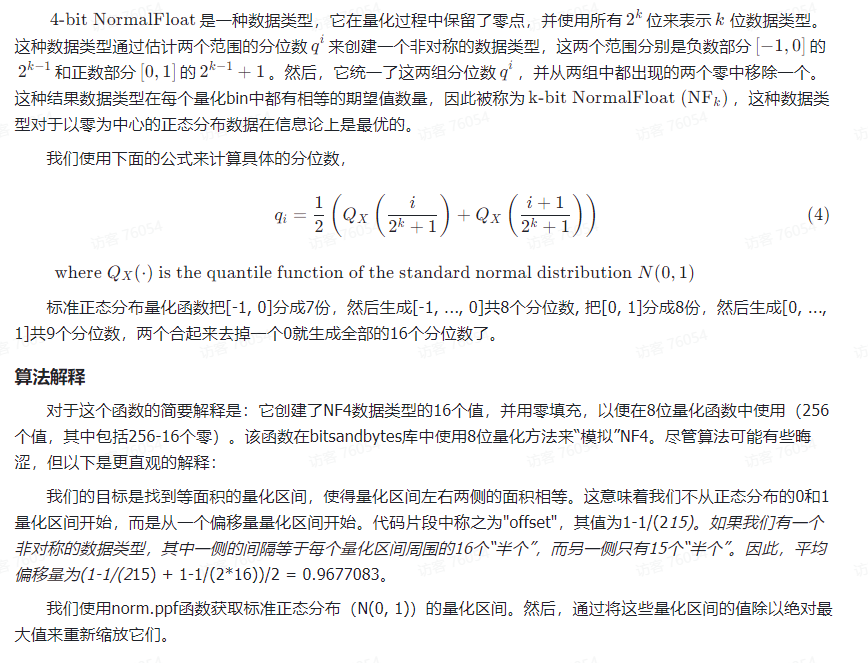 4-bit NormalFloat 是一种数据类型，它在量化过程中保留了零点，并使用所有 $2^k$ 位来表示 $k$ 位数据类型。
这种数据类型通过估计两个范围的分位数 $q^i$ 来创建一个非对称的数据类型，这两个范围分别是负数部分 $[-1,0]$ 的
$2^{k-1}$ 和正数部分 $[0,1]$ 的 $2^{k-1}+1$ 。然后，它统一了这两组分位数 $q^i$ ，并从两组中都出现的两个零中移除一个。
这种结果数据类型在每个量化bin中都有相等的期望值数量，因此被称为 k-bit NormalFloat (NF$_k$) ，这种数据类
型对于以零为中心的正态分布数据在信息论上是最优的。
我们使用下面的公式来计算具体的分位数，
$q_i = \frac{1}{2}\left(Q_X\left(\frac{i}{2^k+1}\right)+Q_X\left(\frac{i+1}{2^k+1}\right)\right)$ (4)
where $Q_X(\cdot)$ is the quantile function of the standard normal distribution $N(0,1)$
标准正态分布量化函数把[-1, 0]分成7份，然后生成[-1, ..., 0]共8个分位数, 把[0, 1]分成8份，然后生成[0, ...,
1]共9个分位数，两个合起来去掉一个0就生成全部的16个分位数了。
算法解释
对于这个函数的简要解释是：它创建了NF4数据类型的16个值，并用零填充，以便在8位量化函数中使用（256
个值，其中包括256-16个零）。该函数在bitsandbytes库中使用8位量化方法来“模拟”NF4。尽管算法可能有些晦
涩，但以下是更直观的解释：
我们的目标是找到等面积的量化区间，使得量化区间左右两侧的面积相等。这意味着我们不从正态分布的0和1
量化区间开始，而是从一个偏移量量化区间开始。代码片段中称之为"offset"，其值为1-1/(215)。如果我们有一个
非对称的数据类型，其中一侧的间隔等于每个量化区间周围的16个“半个”，而另一侧只有15个“半个”。因此，平均
偏移量为(1-1/(215) + 1-1/(2*16))/2 = 0.9677083。
我们使用norm.ppf函数获取标准正态分布（N(0, 1)）的量化区间。然后，通过将这些量化区间的值除以绝对最
大值来重新缩放它们。
访客 76054